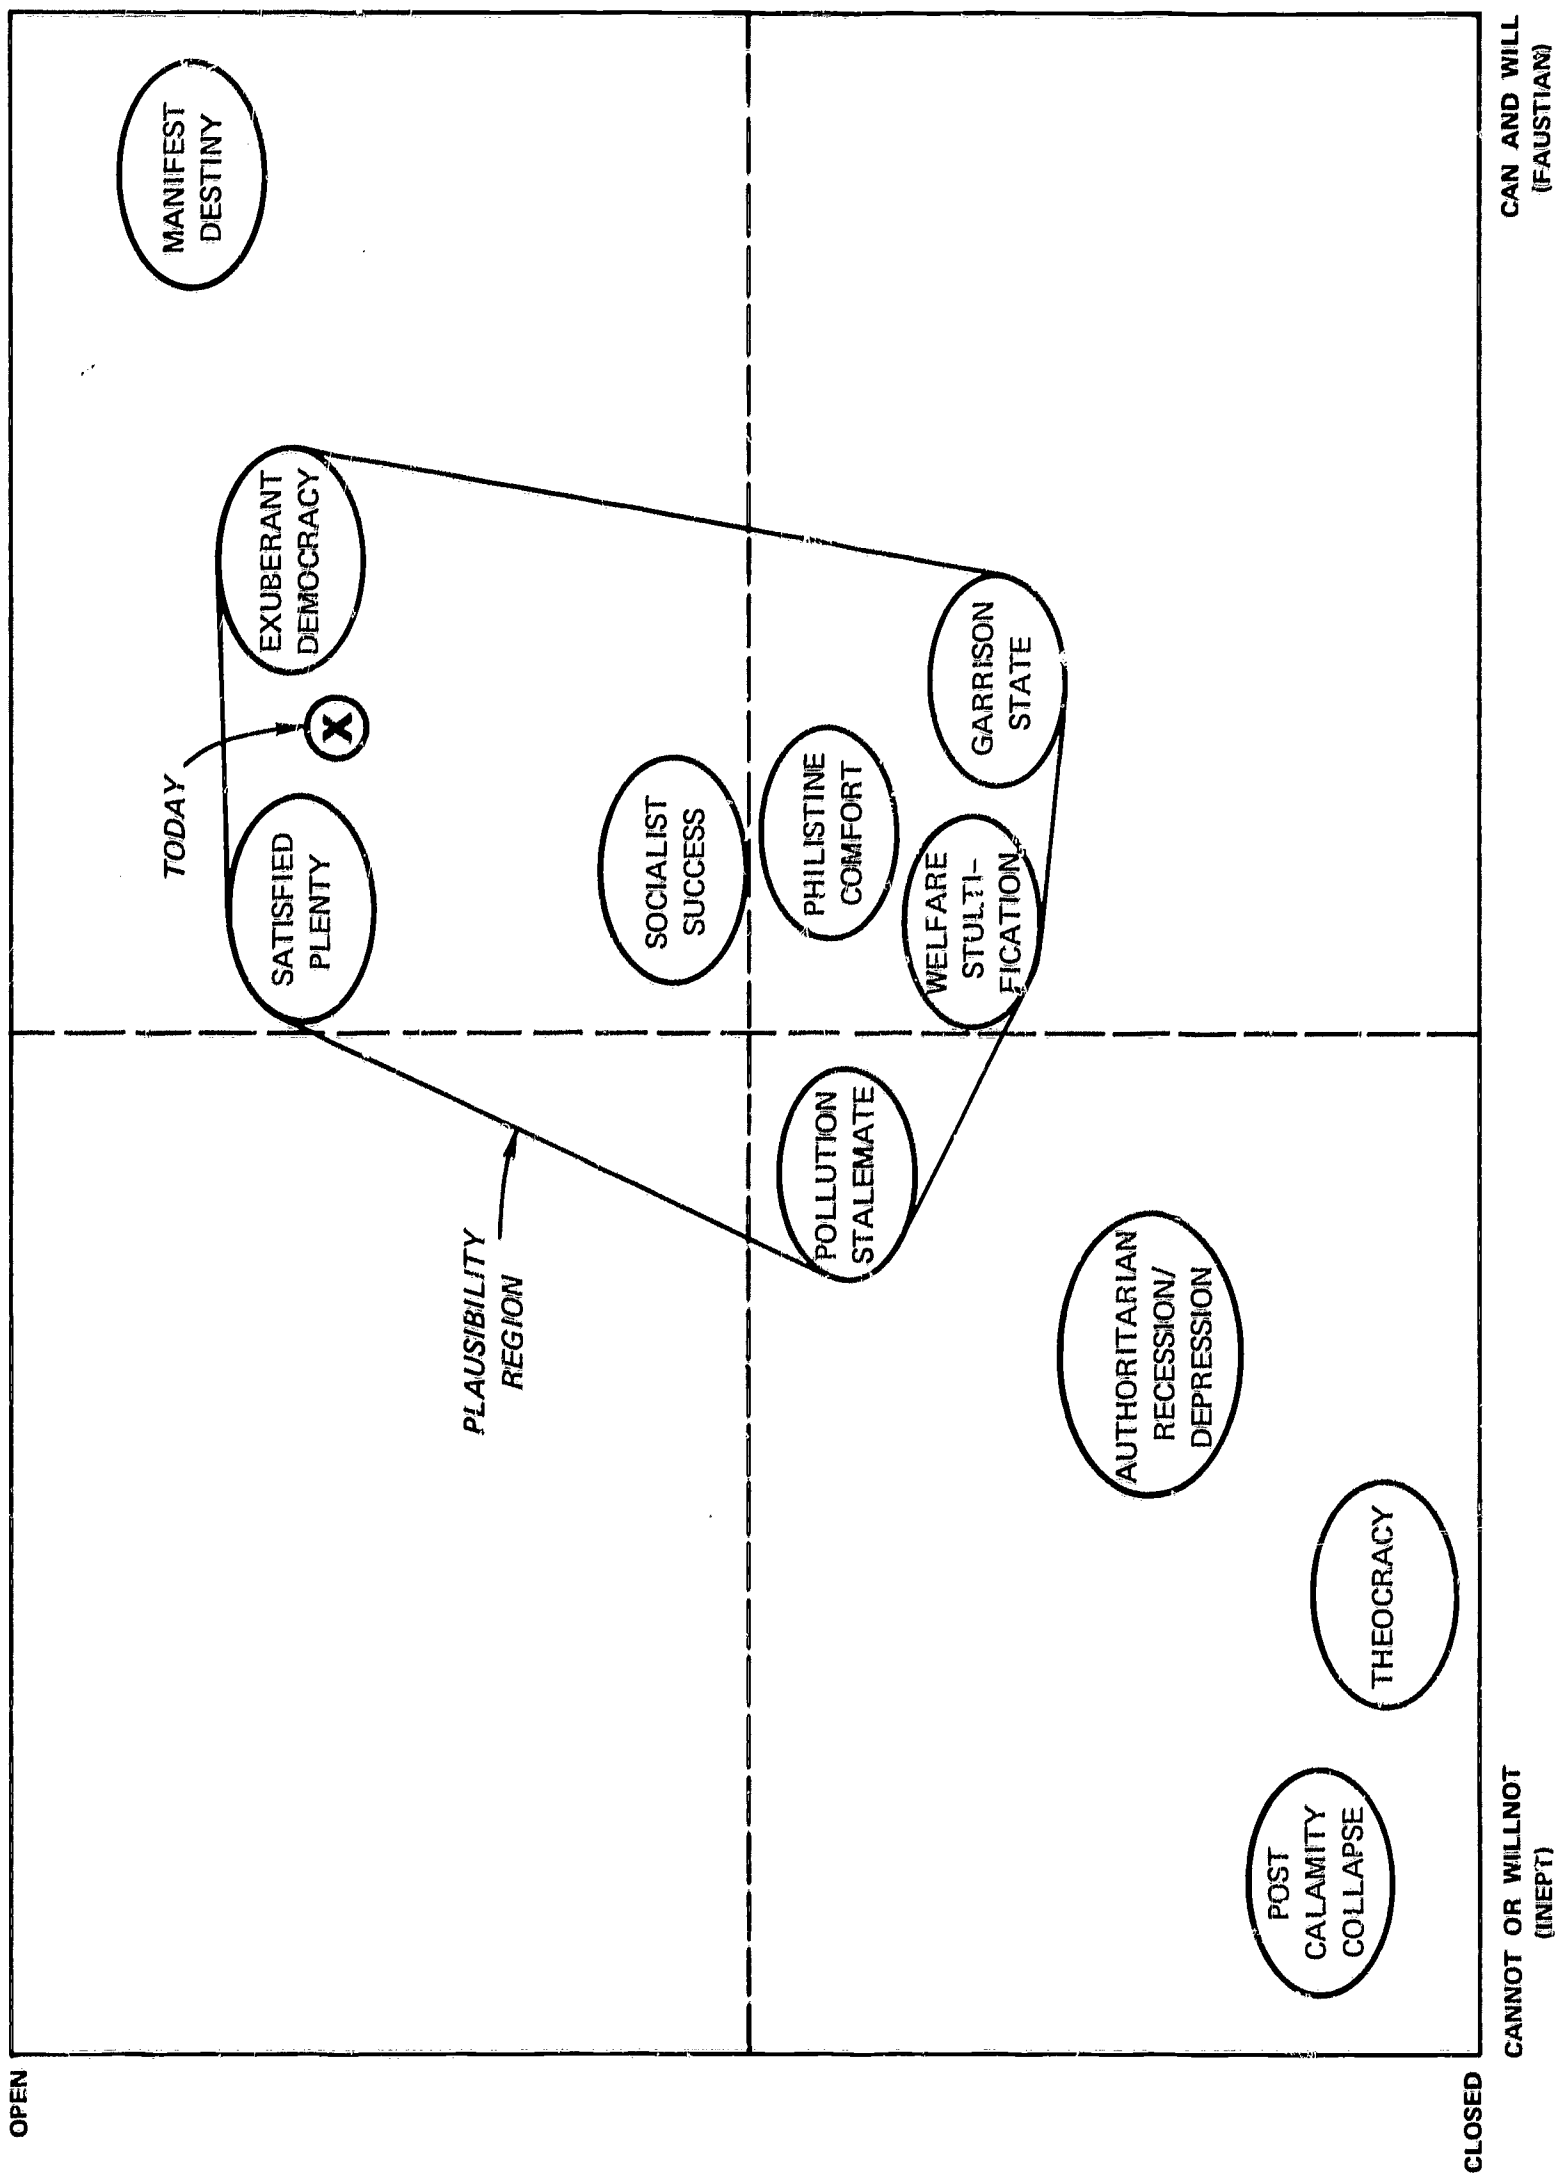 OPEN
MANIFEST
DESTINY
TODAY
EXUBERANT
DEMOCRACY
X
SATISFIED
PLENTY
PLAUSIBILITY
REGION
SOCIALIST
SUCCESS
PHILISTINE
COMFORT
POLLUTION
STALEMATE
WELFARE
STULTI-
FICATION
GARRISON
STATE
AUTHORITARIAN
RECESSION/
DEPRESSION
POST
CALAMITY
COLLAPSE
THEOCRACY
CLOSED
CANNOT OR WILLNOT
(INEPT)
CAN AND WILL
(FAUSTIAN)